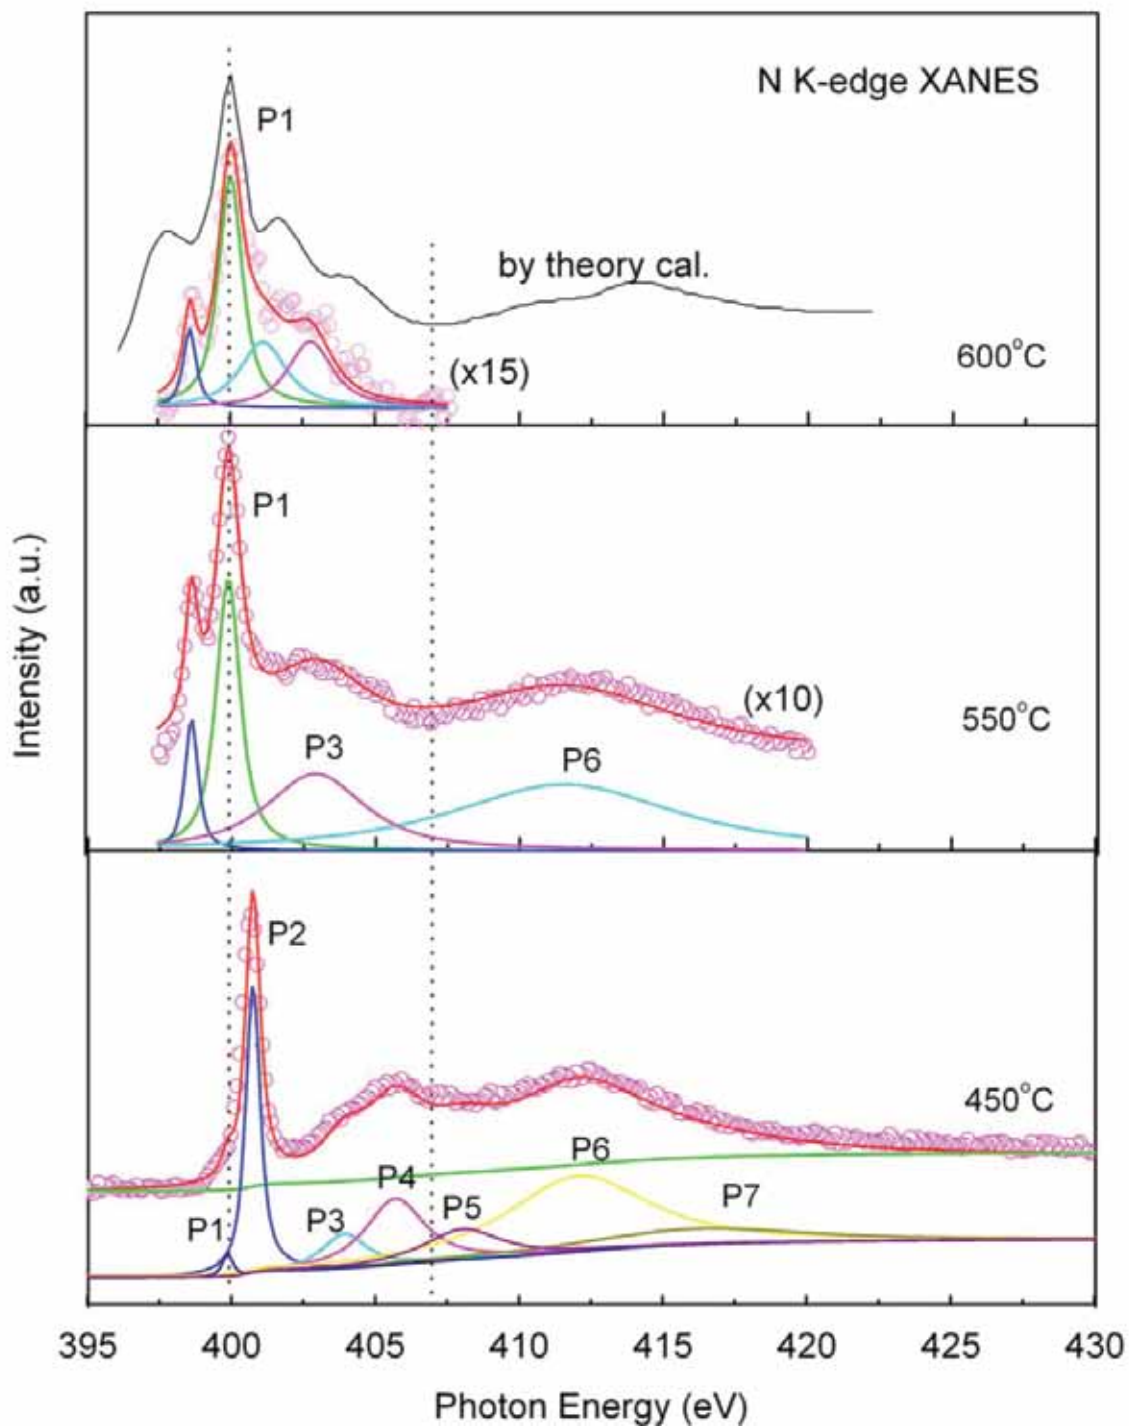 N K-edge XANES
P1
by theory cal.
(x15)
600°C
P1
(x10)
P3
P6
550°C
P2
450°C
P6
P4
P5
P7
P1
P3
395 400 405 410 415 420 425 430
Photon Energy (eV)
Intensity (a.u.)